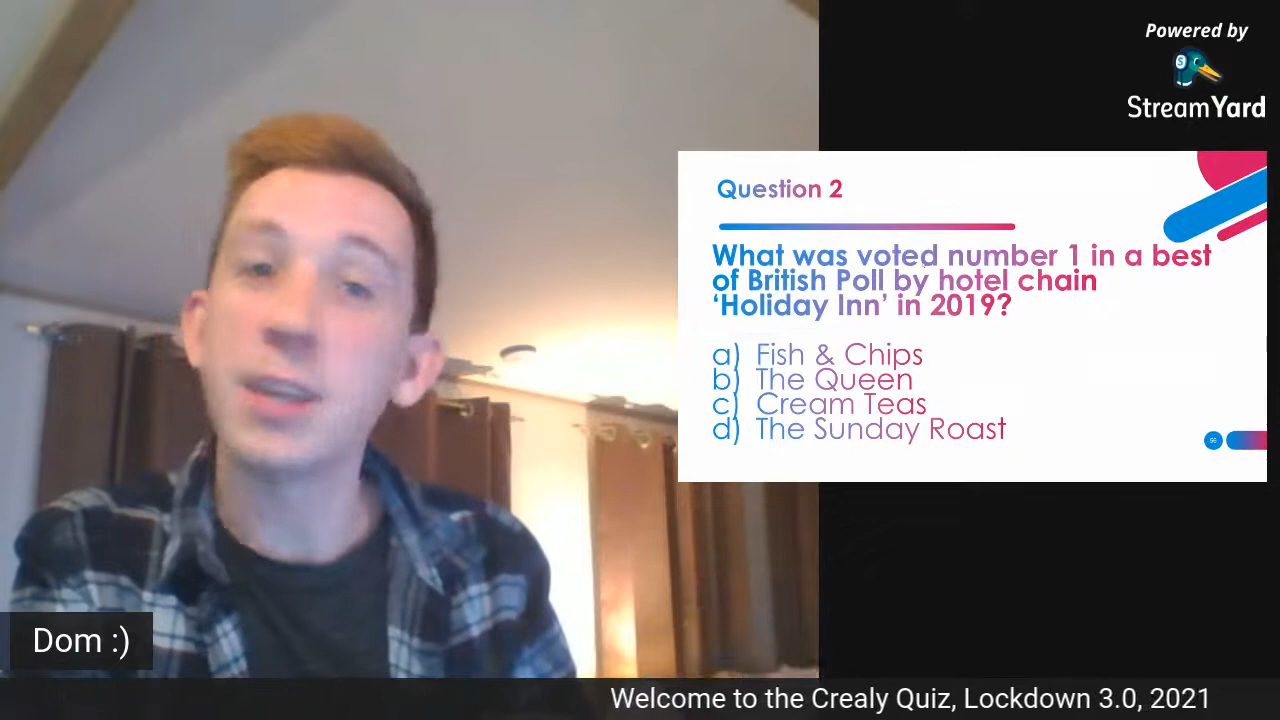 Powered by
StreamYard
Question 2
What was voted number 1 in a best
of British Poll by hotel chain
‘Holiday Inn’ in 2019?
a) Fish & Chips
b) The Queen
c) Cream Teas
d) The Sunday Roast
Dom :)
Welcome to the Crealy Quiz, Lockdown 3.0, 2021